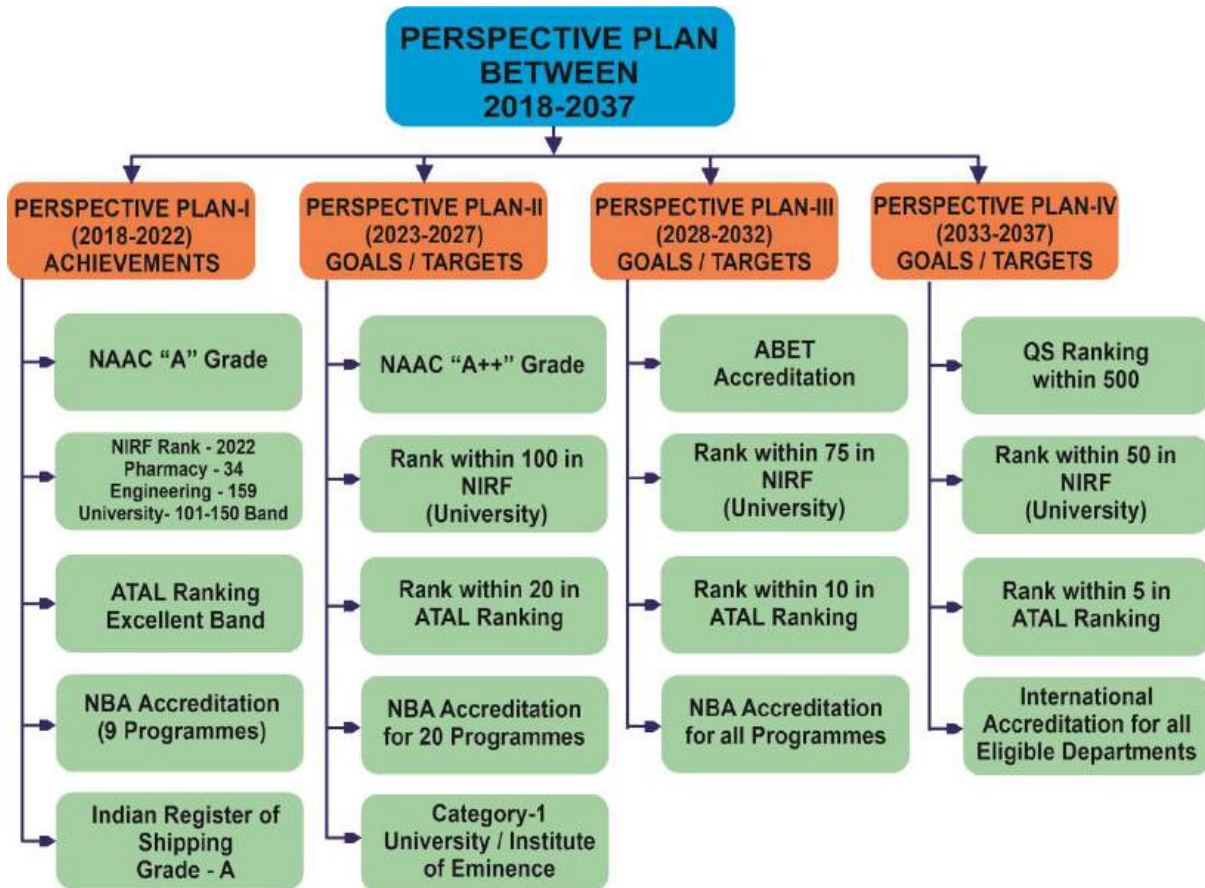 PERSPECTIVE PLAN
BETWEEN
2018-2037
PERSPECTIVE PLAN-I
(2018-2022)
ACHIEVEMENTS
NAAC “A” Grade
NIRF Rank - 2022
Pharmacy - 34
Engineering - 159
University- 101-150 Band
ATAL Ranking
Excellent Band
NBA Accreditation
(9 Programmes)
Indian Register of
Shipping
Grade - A
PERSPECTIVE PLAN-II
(2023-2027)
GOALS / TARGETS
NAAC “A++” Grade
Rank within 100 in
NIRF
(University)
Rank within 20 in
ATAL Ranking
NBA Accreditation
for 20 Programmes
Category-1
University / Institute
of Eminence
PERSPECTIVE PLAN-III
(2028-2032)
GOALS / TARGETS
ABET
Accreditation
Rank within 75 in
NIRF
(University)
Rank within 10 in
ATAL Ranking
NBA Accreditation
for all Programmes
PERSPECTIVE PLAN-IV
(2033-2037)
GOALS / TARGETS
QS Ranking
within 500
Rank within 50 in
NIRF
(University)
Rank within 5 in
ATAL Ranking
International
Accreditation for all
Eligible Departments